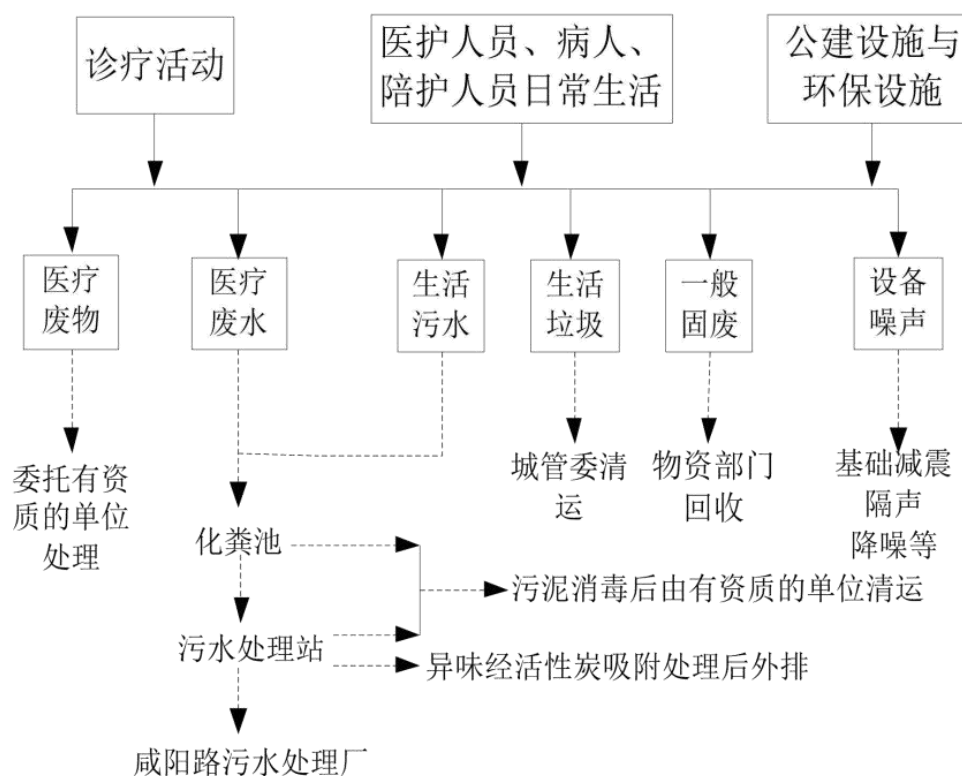 诊疗活动
医护人员、病人、
陪护人员日常生活
公建设施与
环保设施
医疗
废物
医疗
废水
生活
污水
生活
垃圾
一般
固废
设备
噪声
委托有资
质的单位
处理
城管委清
运
物资部门
回收
基础减震
隔声
降噪等
化粪池
污泥消毒后由有资质的单位清运
污水处理站
异味经活性炭吸附处理后外排
咸阳路污水处理厂